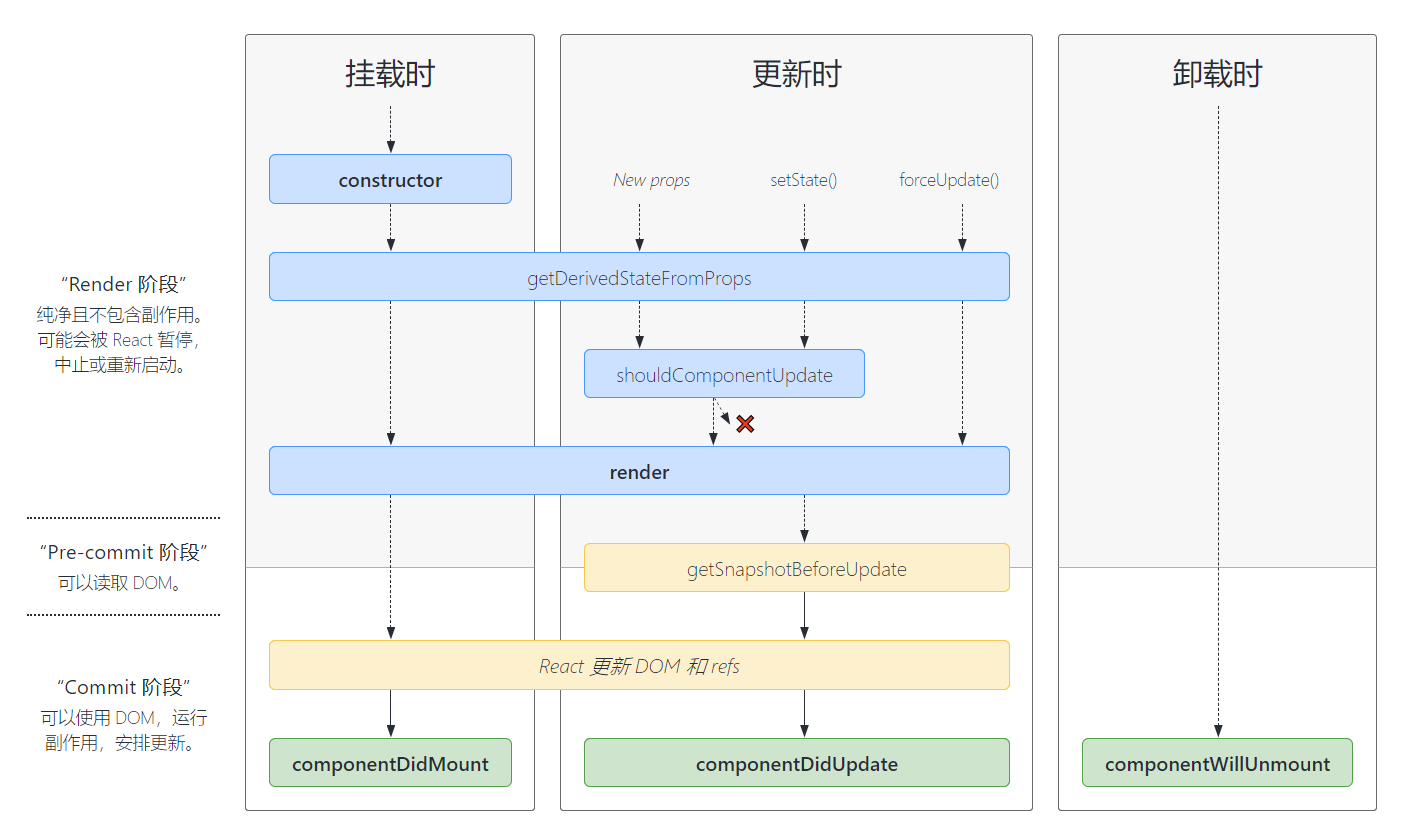 挂载时
更新时
卸载时
constructor
New props
setState()
forceUpdate()
getDerivedStateFromProps
“Render 阶段”
纯净且不包含副作用。
可能会被 React 暂停，
中止或重新启动。
shouldComponentUpdate
render
“Pre-commit 阶段”
可以读取 DOM。
getSnapshotBeforeUpdate
React 更新 DOM 和 refs
“Commit 阶段”
可以使用 DOM，运行
副作用，安排更新。
componentDidMount
componentDidUpdate
componentWillUnmount